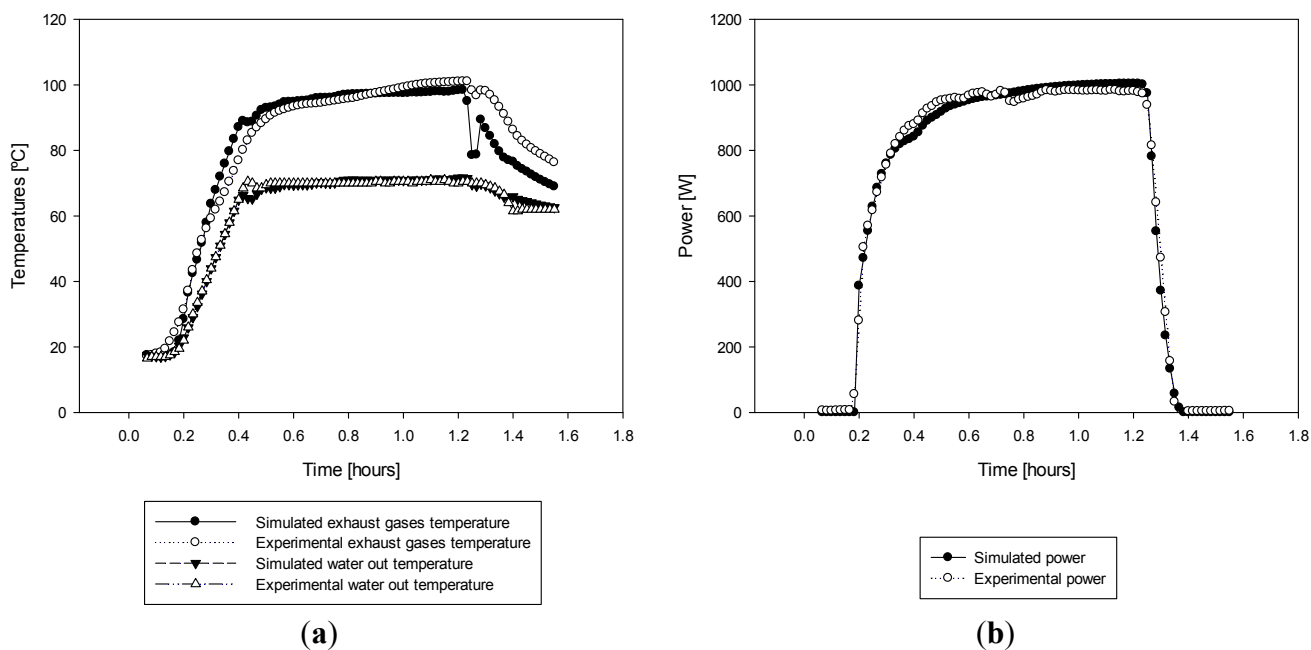 120
100
80
60
40
20
0
Temperatures [ºC]
0.0 0.2 0.4 0.6 0.8 1.0 1.2 1.4 1.6 1.8
Time [hours]
Simulated exhaust gases temperature
Experimental exhaust gases temperature
Simulated water out temperature
Experimental water out temperature
(a)
1200
1000
800
600
400
200
0
Power [W]
0.0 0.2 0.4 0.6 0.8 1.0 1.2 1.4 1.6 1.8
Time [hours]
Simulated power
Experimental power
(b)